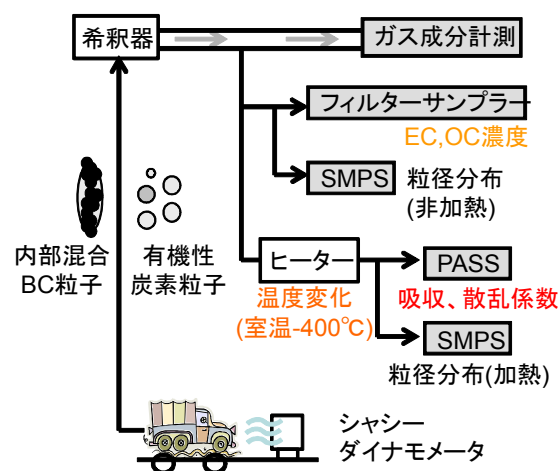 希釈器
ガス成分計測
フィルターサンプラー
EC,OC濃度
SMPS
粒径分布
(非加熱)
内部混合
BC粒子
有機性
炭素粒子
ヒーター
温度変化
(室温-400℃)
PASS
吸収、散乱係数
SMPS
粒径分布(加熱)
シャシー
ダイナモメータ